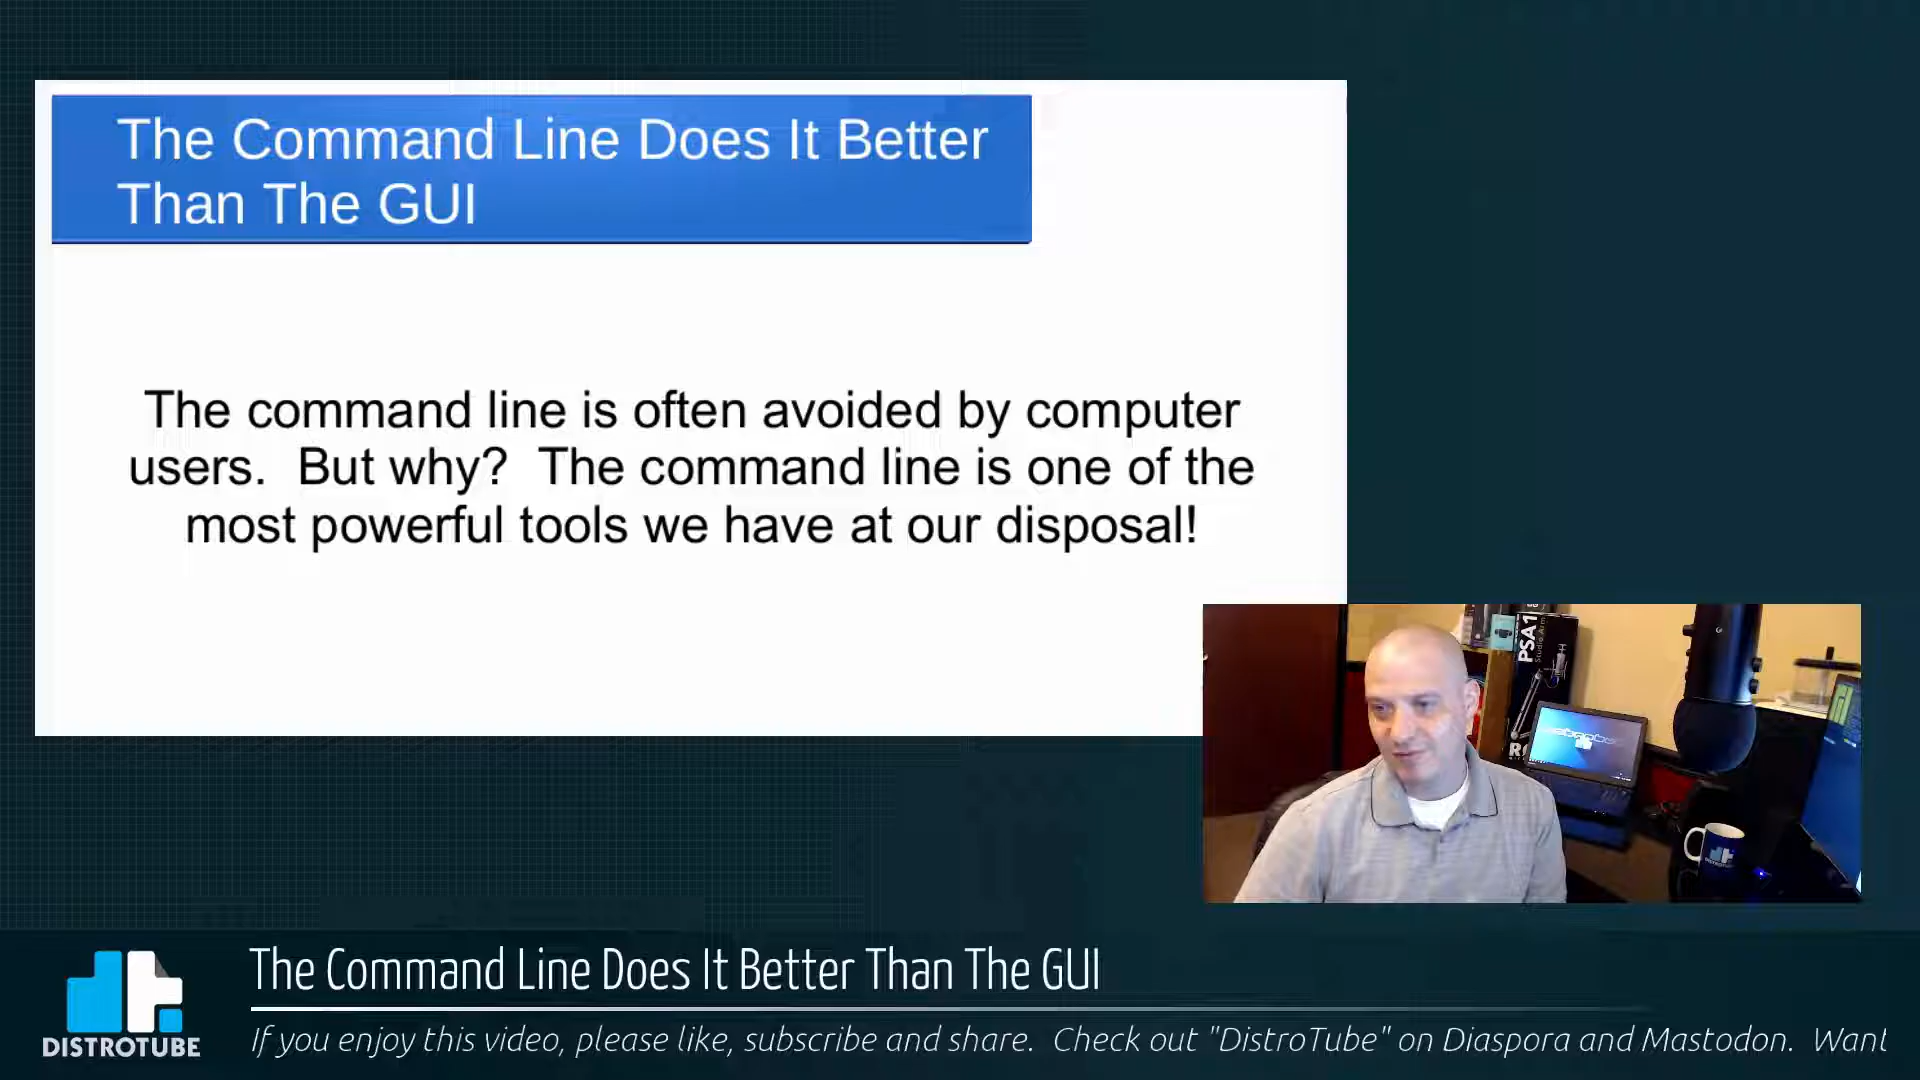 The Command Line Does It Better
Than The GUI
The command line is often avoided by computer
users.  But why?  The command line is one of the
most powerful tools we have at our disposal!
PSA1
Studio Arm
The Command Line Does It Better Than The GUI
If you enjoy this video, please like, subscribe and share.  Check out "DistroTube" on Diaspora and Mastodon.  Want
DISTROTUBE